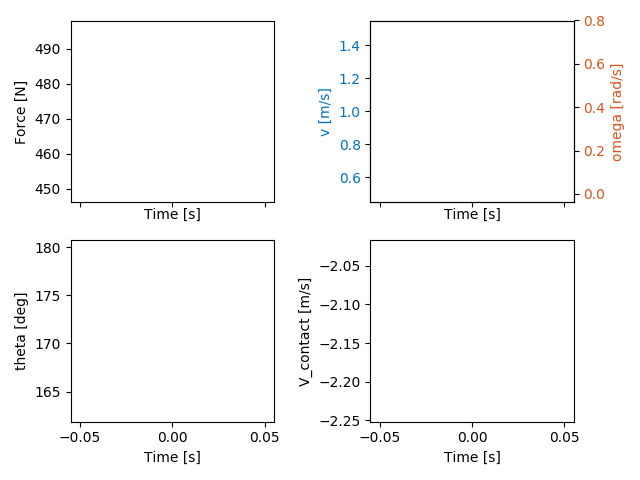 Force [N]
490
480
470
460
450
Time [s]
v [m/s]
1.4
1.2
1.0
0.8
0.6
Time [s]
0.8
0.6
0.4
0.2
0.0
omega [rad/s]
theta [deg]
180
175
170
165
−0.05 0.00 0.05
Time [s]
V_contact [m/s]
−2.05
−2.10
−2.15
−2.20
−2.25
−0.05 0.00 0.05
Time [s]